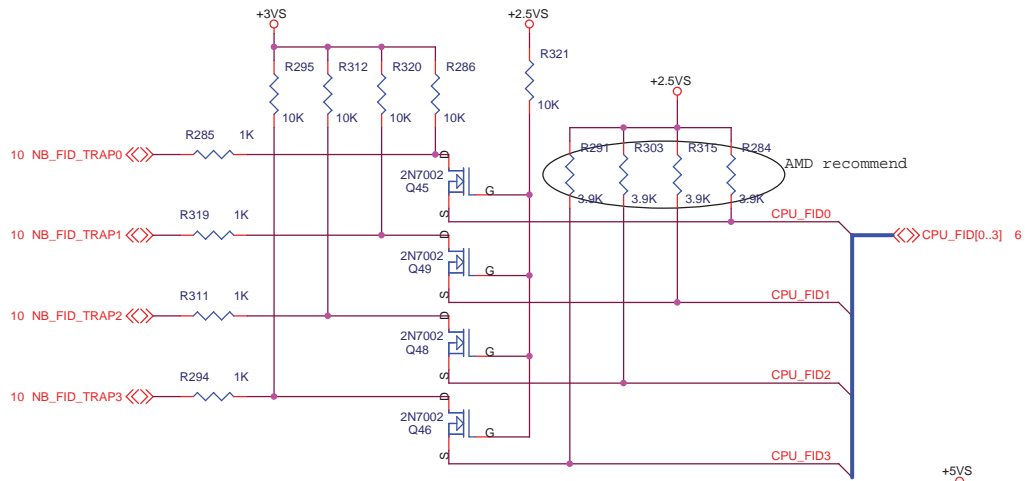 +3VS
+2.5VS
R295 R312 R320 R286
R321
+2.5VS
10K 10K 10K 10K
10K
R285 1K
10 NB_FID_TRAP0
D
2N7002
Q45
G
S
R291 R303 R315 R284
AMD recommend
3.9K 3.9K 3.9K 3.9K
CPU_FID0
R319 1K
10 NB_FID_TRAP1
D
2N7002
Q49
G
S
CPU_FID[0..3] 6
CPU_FID1
R311 1K
10 NB_FID_TRAP2
D
2N7002
Q48
G
S
CPU_FID2
R294 1K
10 NB_FID_TRAP3
D
2N7002
Q46
G
S
CPU_FID3
+5VS